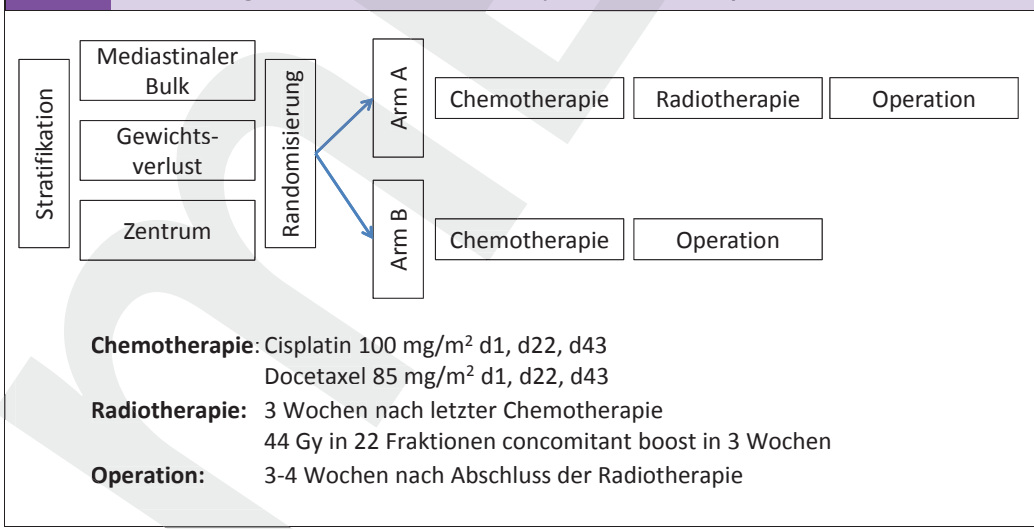 Stratifikation
Mediastinaler
Bulk
Gewichts-
verlust
Zentrum
Randomisierung
Arm A
Chemotherapie
Radiotherapie
Operation
Arm B
Chemotherapie
Operation
Chemotherapie: Cisplatin 100 mg/m² d1, d22, d43
Docetaxel 85 mg/m² d1, d22, d43
Radiotherapie: 3 Wochen nach letzter Chemotherapie
44 Gy in 22 Fraktionen concomitant boost in 3 Wochen
Operation: 3-4 Wochen nach Abschluss der Radiotherapie